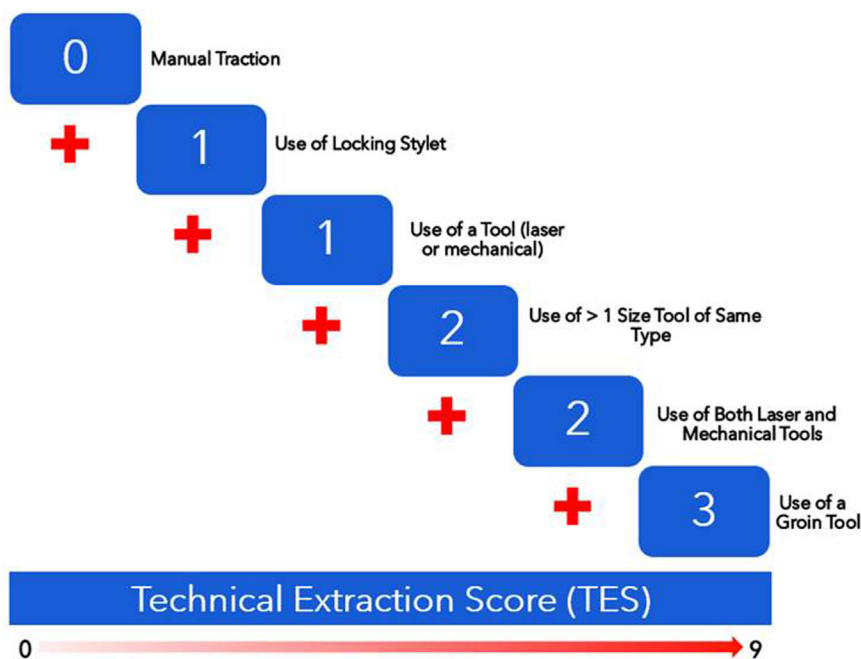 0
Manual Traction
1
Use of Locking Stylet
1
Use of a Tool (laser
or mechanical)
2
Use of > 1 Size Tool of Same
Type
2
Use of Both Laser and
Mechanical Tools
3
Use of a
Groin Tool
Technical Extraction Score (TES)
0
9